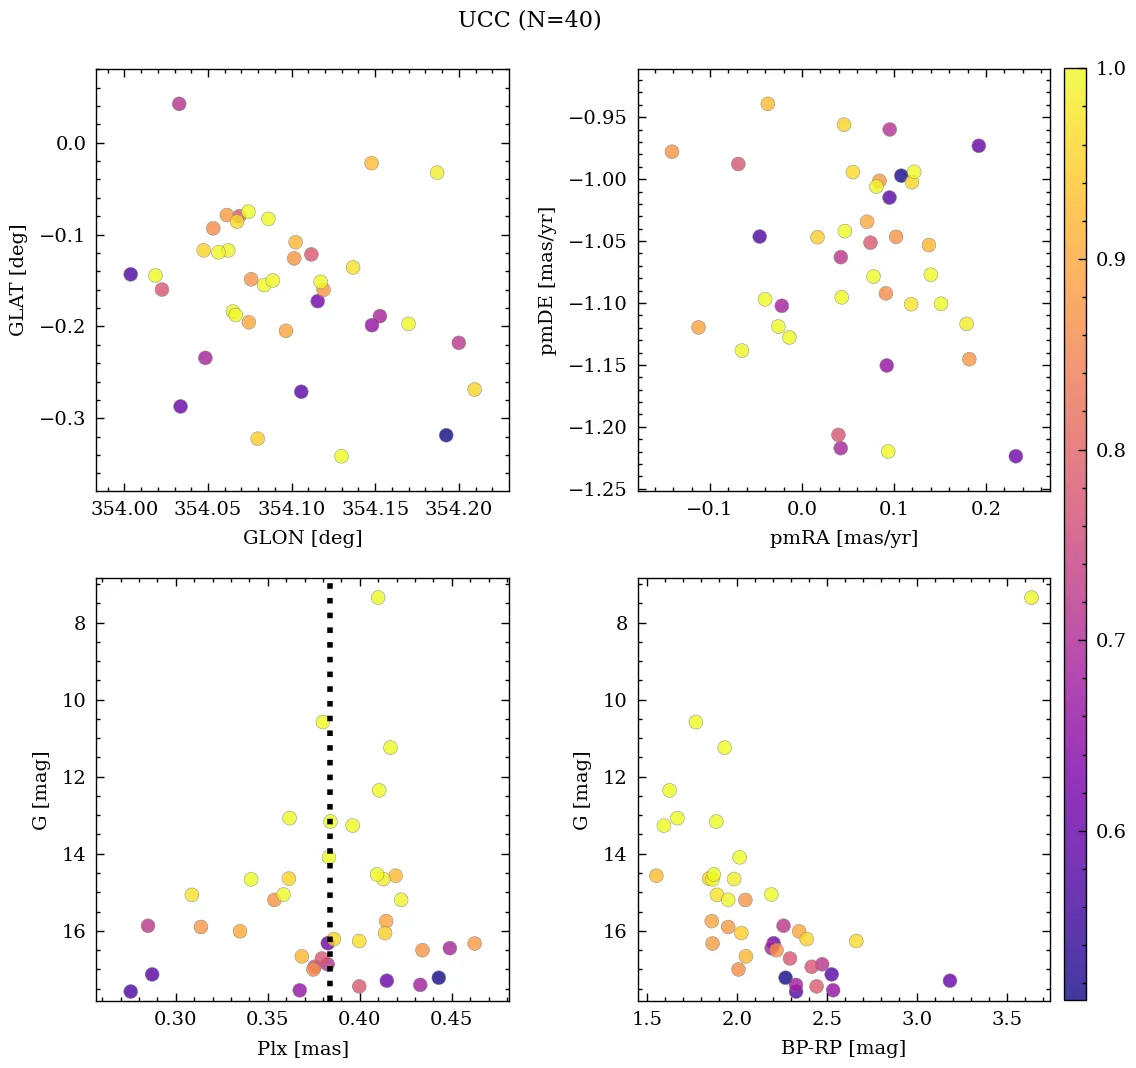 UCC (N=40)
0.0
−0.1
−0.2
−0.3
GLAT [deg]
354.00 354.05 354.10 354.15 354.20
GLON [deg]
−0.95
−1.00
−1.05
−1.10
−1.15
−1.20
−1.25
pmDE [mas/yr]
−0.1 0.0 0.1 0.2
pmRA [mas/yr]
1.0
0.9
0.8
0.7
0.6
8
10
12
14
16
G [mag]
0.30 0.35 0.40 0.45
Plx [mas]
8
10
12
14
16
G [mag]
1.5 2.0 2.5 3.0 3.5
BP-RP [mag]